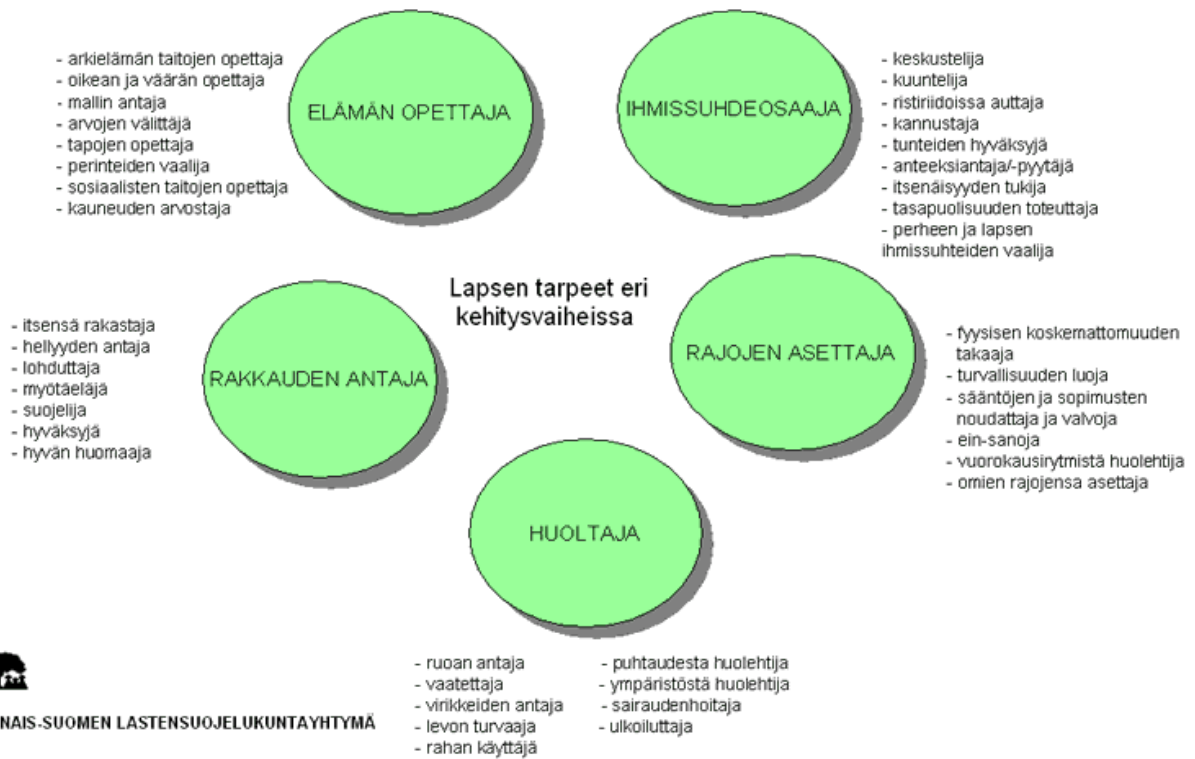 - arkielämän taitojen opettaja
- oikean ja väärän opettaja
- mallin antaja
- arvojen välittäjä
- tapojen opettaja
- perinteiden vaalija
- sosiaalisten taitojen opettaja
- kauneuden arvostaja
ELÄMÄN OPETTAJA
IHMISSUHDEOSAAJA
- keskustelija
- kuuntelija
- ristiriidoissa auttaja
- kannustaja
- tunteiden hyväksyjä
- anteeksiantaja/-pyytäjä
- itsenäisyyden tukija
- tasapuolisuuden toteuttaja
- perheen ja lapsen
ihmissuhteiden vaalija
Lapsen tarpeet eri
kehitysvaiheissa
- itsensä rakastaja
- hellyyden antaja
- lohduttaja
- myötäeläjä
- suojelija
- hyväksyjä
- hyvän huomaaja
RAKKAUDEN ANTAJA
RAJOJEN ASETTAJA
- fyysisen koskemattomuuden
takaaja
- turvallisuuden luoja
- sääntöjen ja sopimusten
noudattaja ja valvoja
- ein-sanoja
- vuorokausirytmistä huolehtija
- omien rajojensa asettaja
HUOLTAJA
- ruoan antaja
- vaatettaja
- virikkeiden antaja
- levon turvaaja
- rahan käyttäjä
- puhtaudesta huolehtija
- ympäristöstä huolehtija
- sairaudenhoitaja
- ulkoiluttaja
NAIS-SUOMEN LASTENSUOJELUKUNTAYHTYMÄ